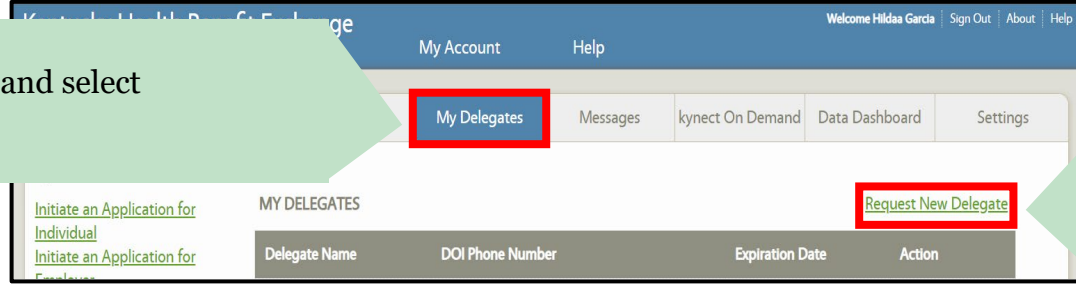 Welcome Hildaa Garcia Sign Out About Help
My Account Help
and select
My Delegates Messages kynect On Demand Data Dashboard Settings
Initiate an Application for
Individual
Initiate an Application for
MY DELEGATES Request New Delegate
Delegate Name DOI Phone Number Expiration Date Action